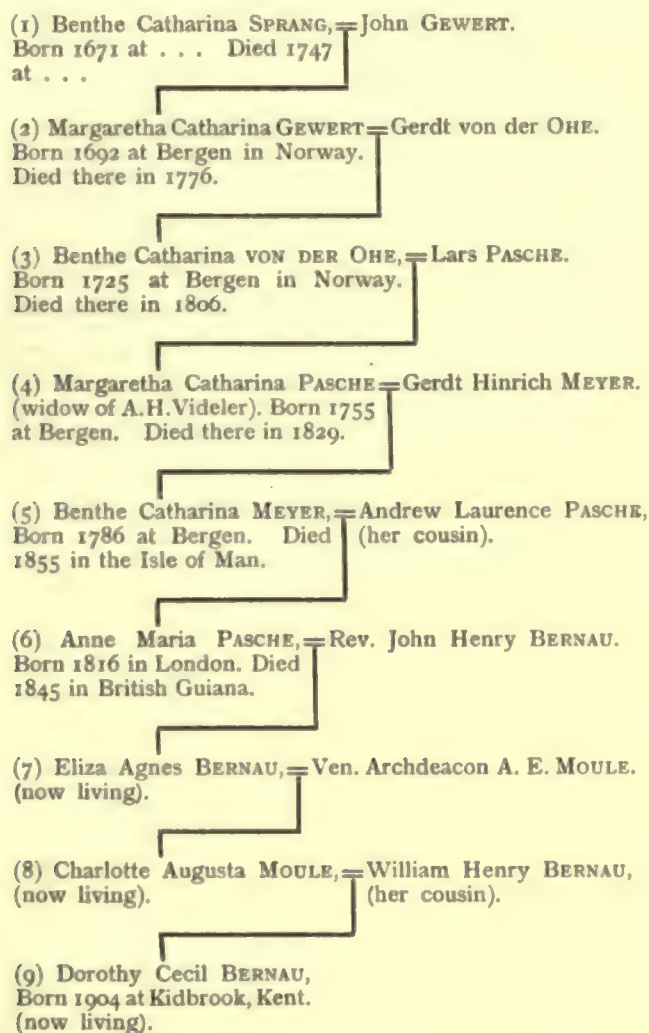 (1) Benthe Catharina SPRANG,=John GEWERT.
Born 1671 at . . . Died 1747
at . . .
(2) Margaretha Catharina GEWERT=Gerdt von der OHE.
Born 1692 at Bergen in Norway.
Died there in 1776.
(3) Benthe Catharina VON DER OHE,=Lars PASCHE.
Born 1725 at Bergen in Norway.
Died there in 1806.
(4) Margaretha Catharina PASCHE=Gerdt Hinrich MEYER.
(widow of A.H.Videler). Born 1755
at Bergen. Died there in 1829.
(5) Benthe Catharina MEYER,=Andrew Laurence PASCHE,
Born 1786 at Bergen. Died (her cousin).
1855 in the Isle of Man.
(6) Anne Maria PASCHE,=Rev. John Henry BERNAU.
Born 1816 in London. Died
1845 in British Guiana.
(7) Eliza Agnes BERNAU,=Ven. Archdeacon A. E. MOULE.
(now living).
(8) Charlotte Augusta MOULE,=William Henry BERNAU,
(now living). (her cousin).
(9) Dorothy Cecil BERNAU,
Born 1904 at Kidbrook, Kent.
(now living).